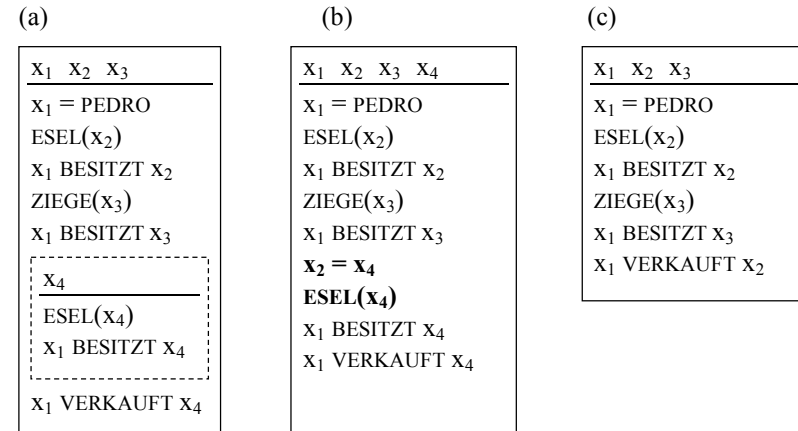 (a)
x₁ x₂ x₃
x₁ = PEDRO
ESEL(x₂)
x₁ BESITZT x₂
ZIEGE(x₃)
x₁ BESITZT x₃
x₄
ESEL(x₄)
x₁ BESITZT x₄
x₁ VERKAUFT x₄
(b)
x₁ x₂ x₃ x₄
x₁ = PEDRO
ESEL(x₂)
x₁ BESITZT x₂
ZIEGE(x₃)
x₁ BESITZT x₃
x₂ = x₄
ESEL(x₄)
x₁ BESITZT x₄
x₁ VERKAUFT x₄
(c)
x₁ x₂ x₃
x₁ = PEDRO
ESEL(x₂)
x₁ BESITZT x₂
ZIEGE(x₃)
x₁ BESITZT x₃
x₁ VERKAUFT x₂